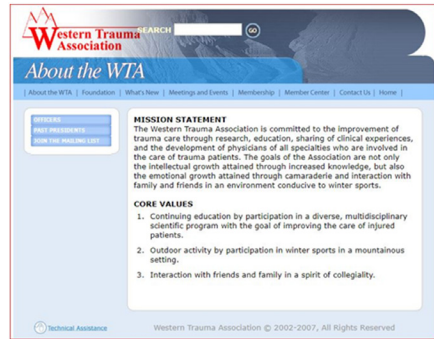 Western Trauma
Association
SEARCH
GO
About the WTA
| About the WTA | Foundation | What's New | Meetings and Events | Membership | Member Center | Contact Us | Home |
OFFICERS
PAST PRESIDENTS
JOIN THE MAILING LIST
MISSION STATEMENT
The Western Trauma Association is committed to the improvement of
trauma care through research, education, sharing of clinical experiences,
and the development of physicians of all specialties who are involved in
the care of trauma patients. The goals of the Association are not only
the intellectual growth attained through increased knowledge, but also
the emotional growth attained through camaraderie and interaction with
family and friends in an environment conducive to winter sports.
CORE VALUES
1. Continuing education by participation in a diverse, multidisciplinary
scientific program with the goal of improving the care of injured
patients.
2. Outdoor activity by participation in winter sports in a mountainous
setting.
3. Interaction with friends and family in a spirit of collegiality.
Technical Assistance
Western Trauma Association © 2002-2007, All Rights Reserved